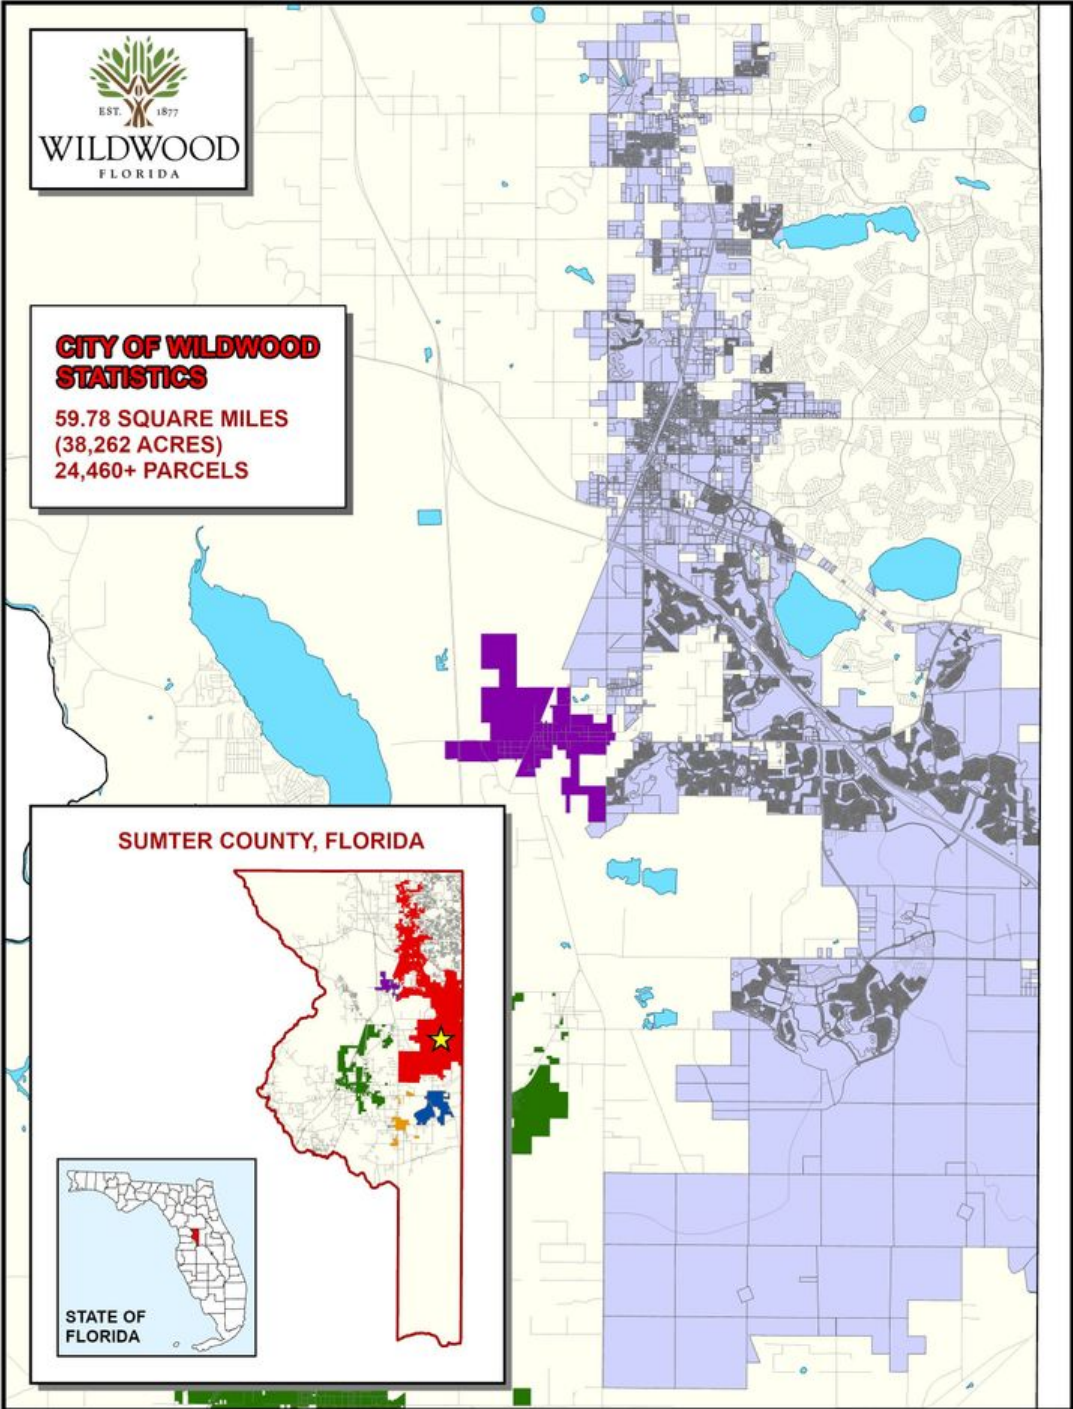 EST. 1877
WILDWOOD
FLORIDA
CITY OF WILDWOOD
STATISTICS
59.78 SQUARE MILES
(38,262 ACRES)
24,460+ PARCELS
SUMTER COUNTY, FLORIDA
STATE OF
FLORIDA